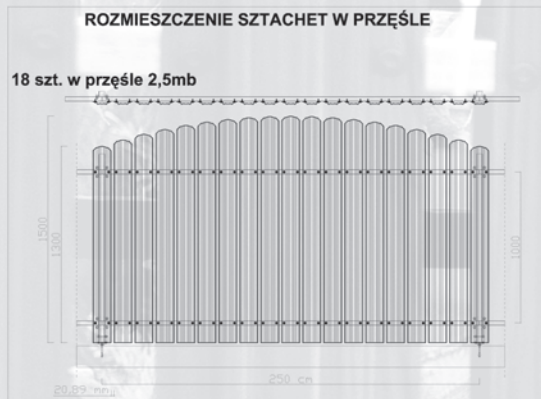 ROZMIESZCZENIE SZTACHET W PRZĘŚLE
18 szt. w przęśle 2,5mb
1500
1300
1000
250 cm
20.89 mm